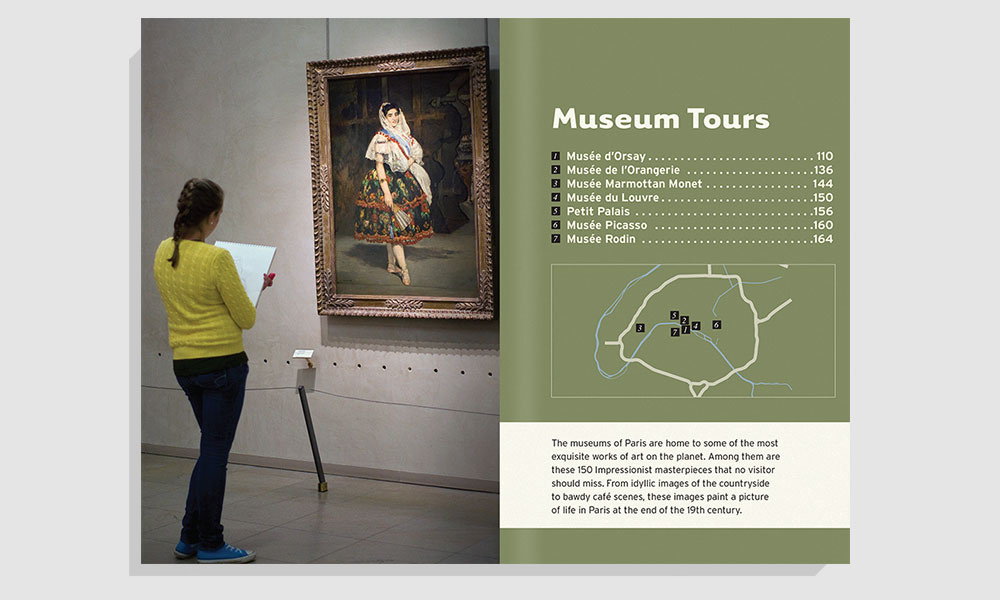 Museum Tours
1 Musée d'Orsay . . . . . . . . . . . . . . . . . . . . . . . . . 110
2 Musée de l'Orangerie . . . . . . . . . . . . . . . . . . . 136
3 Musée Marmottan Monet . . . . . . . . . . . . . . . . 144
4 Musée du Louvre . . . . . . . . . . . . . . . . . . . . . . . 150
5 Petit Palais . . . . . . . . . . . . . . . . . . . . . . . . . . . 156
6 Musée Picasso . . . . . . . . . . . . . . . . . . . . . . . . 160
7 Musée Rodin . . . . . . . . . . . . . . . . . . . . . . . . . . 164
5
2
3 7 1 4 6
The museums of Paris are home to some of the most
exquisite works of art on the planet. Among them are
these 150 Impressionist masterpieces that no visitor
should miss. From idyllic images of the countryside
to bawdy café scenes, these images paint a picture
of life in Paris at the end of the 19th century.